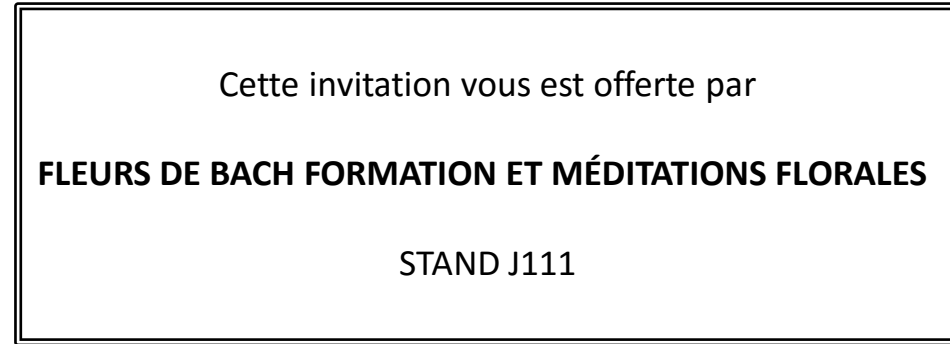 Cette invitation vous est offerte par
FLEURS DE BACH FORMATION ET MÉDITATIONS FLORALES
STAND J111